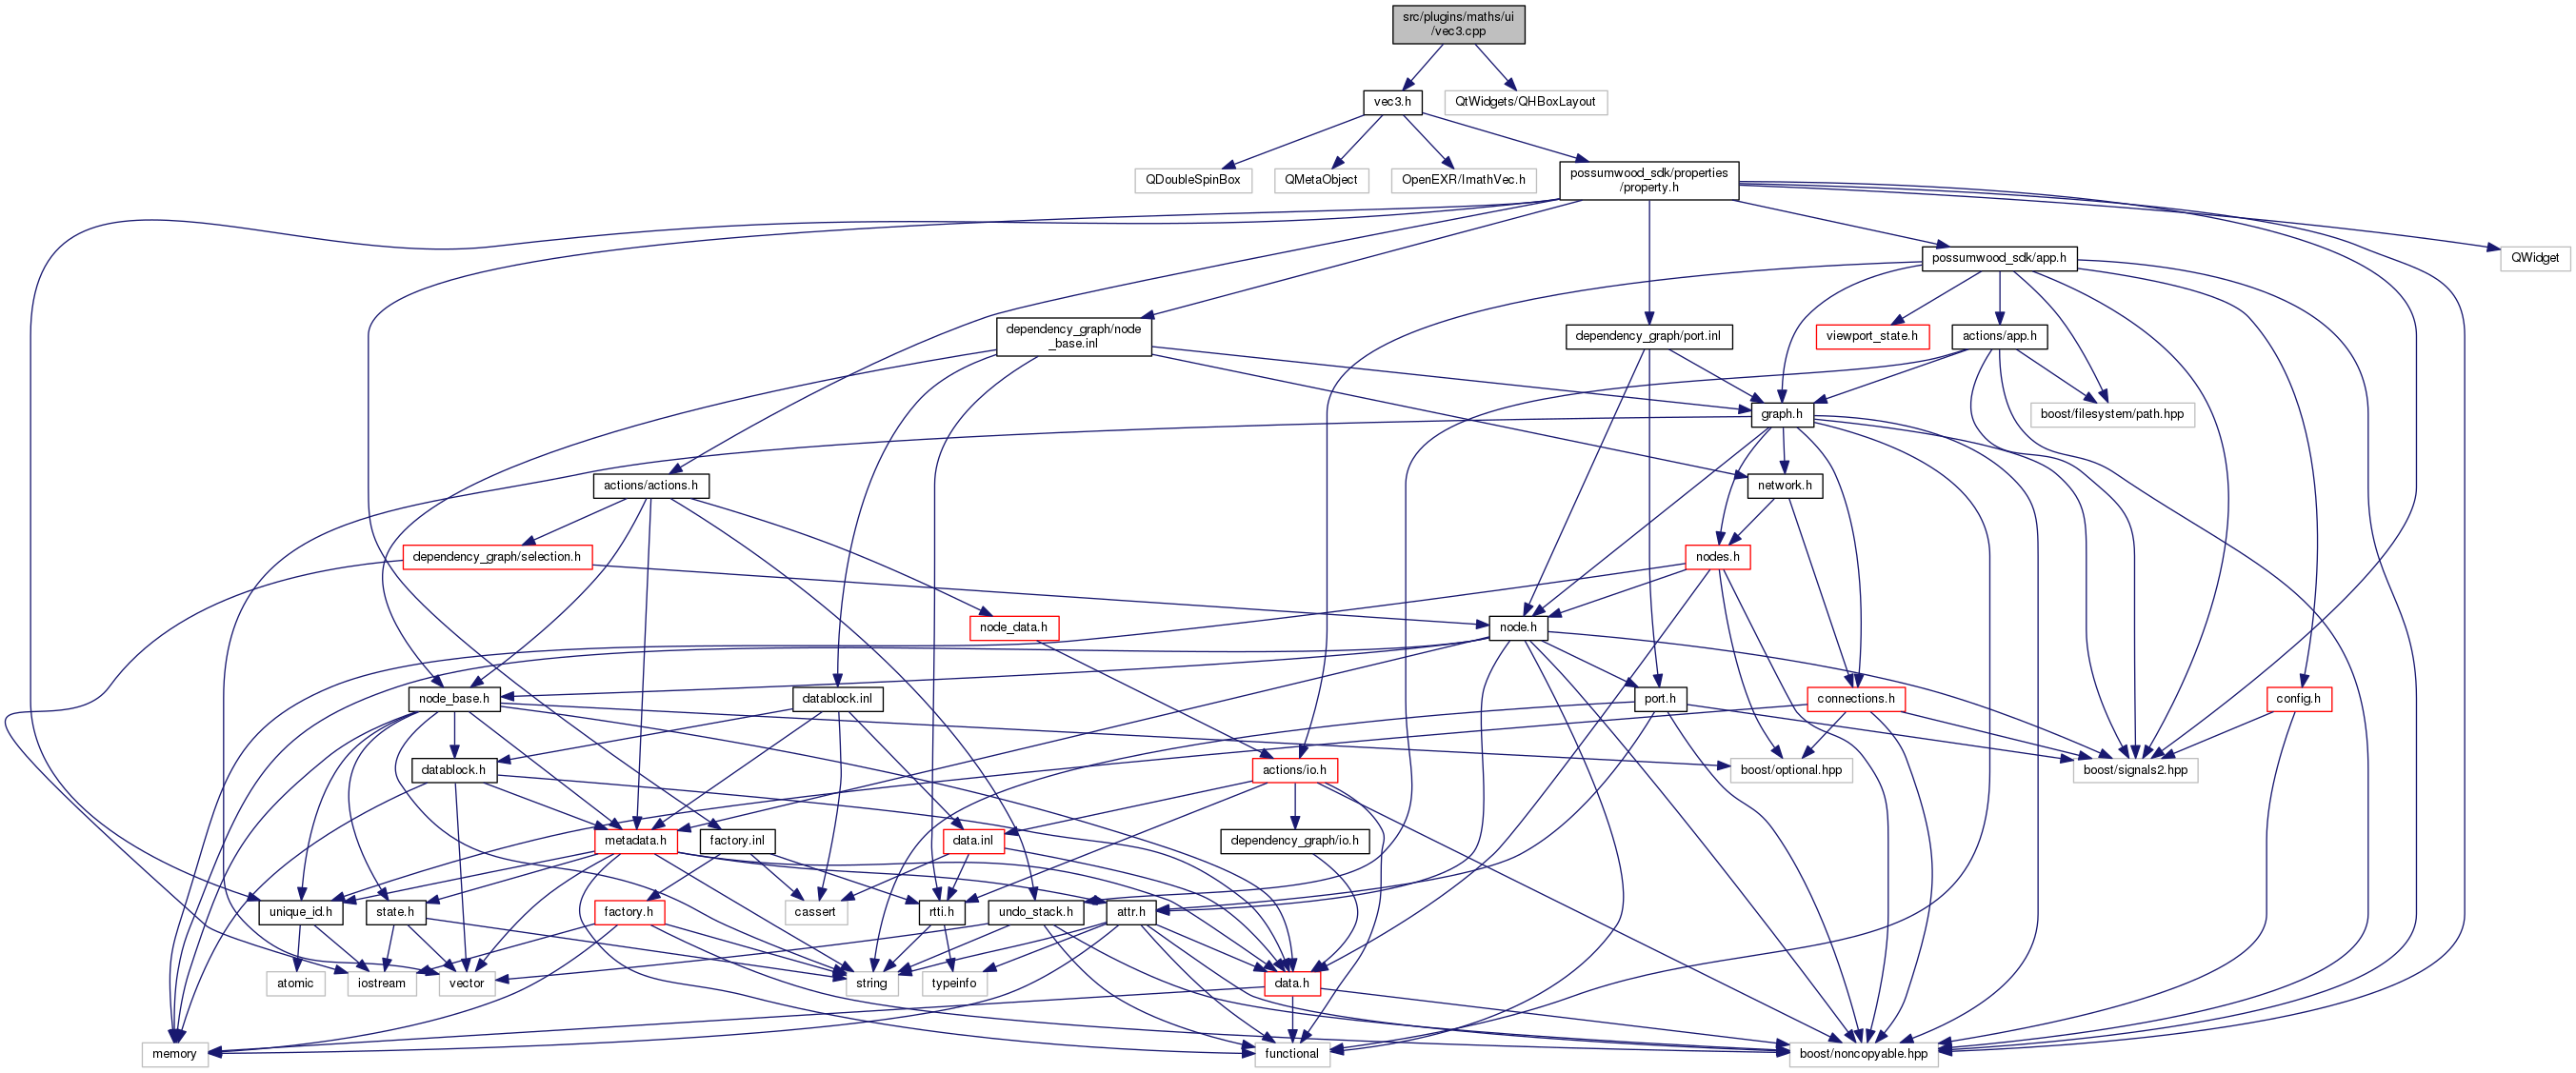 src/plugins/maths/ui
/vec3.cpp
vec3.h
QtWidgets/QHBoxLayout
QDoubleSpinBox
QMetaObject
OpenEXR/ImathVec.h
possumwood_sdk/properties
/property.h
possumwood_sdk/app.h
QWidget
dependency_graph/node
_base.inl
dependency_graph/port.inl
viewport_state.h
actions/app.h
graph.h
boost/filesystem/path.hpp
actions/actions.h
network.h
dependency_graph/selection.h
nodes.h
node_data.h
node.h
node_base.h
datablock.inl
port.h
connections.h
config.h
datablock.h
actions/io.h
boost/optional.hpp
boost/signals2.hpp
metadata.h
factory.inl
data.inl
dependency_graph/io.h
unique_id.h
state.h
factory.h
cassert
rtti.h
undo_stack.h
attr.h
atomic
iostream
vector
string
typeinfo
data.h
memory
functional
boost/noncopyable.hpp